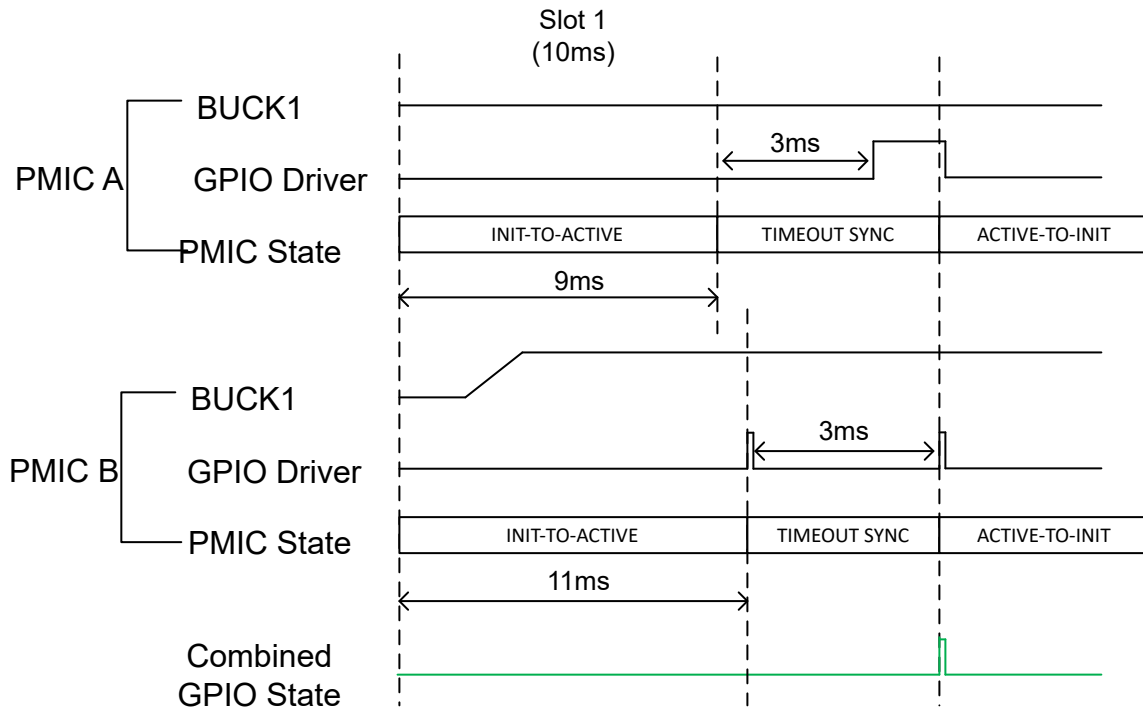 Slot 1
(10ms)
BUCK1
3ms
PMIC A
GPIO Driver
INIT-TO-ACTIVE
TIMEOUT SYNC
ACTIVE-TO-INIT
PMIC State
9ms
BUCK1
3ms
PMIC B
GPIO Driver
INIT-TO-ACTIVE
TIMEOUT SYNC
ACTIVE-TO-INIT
PMIC State
11ms
Combined
GPIO State